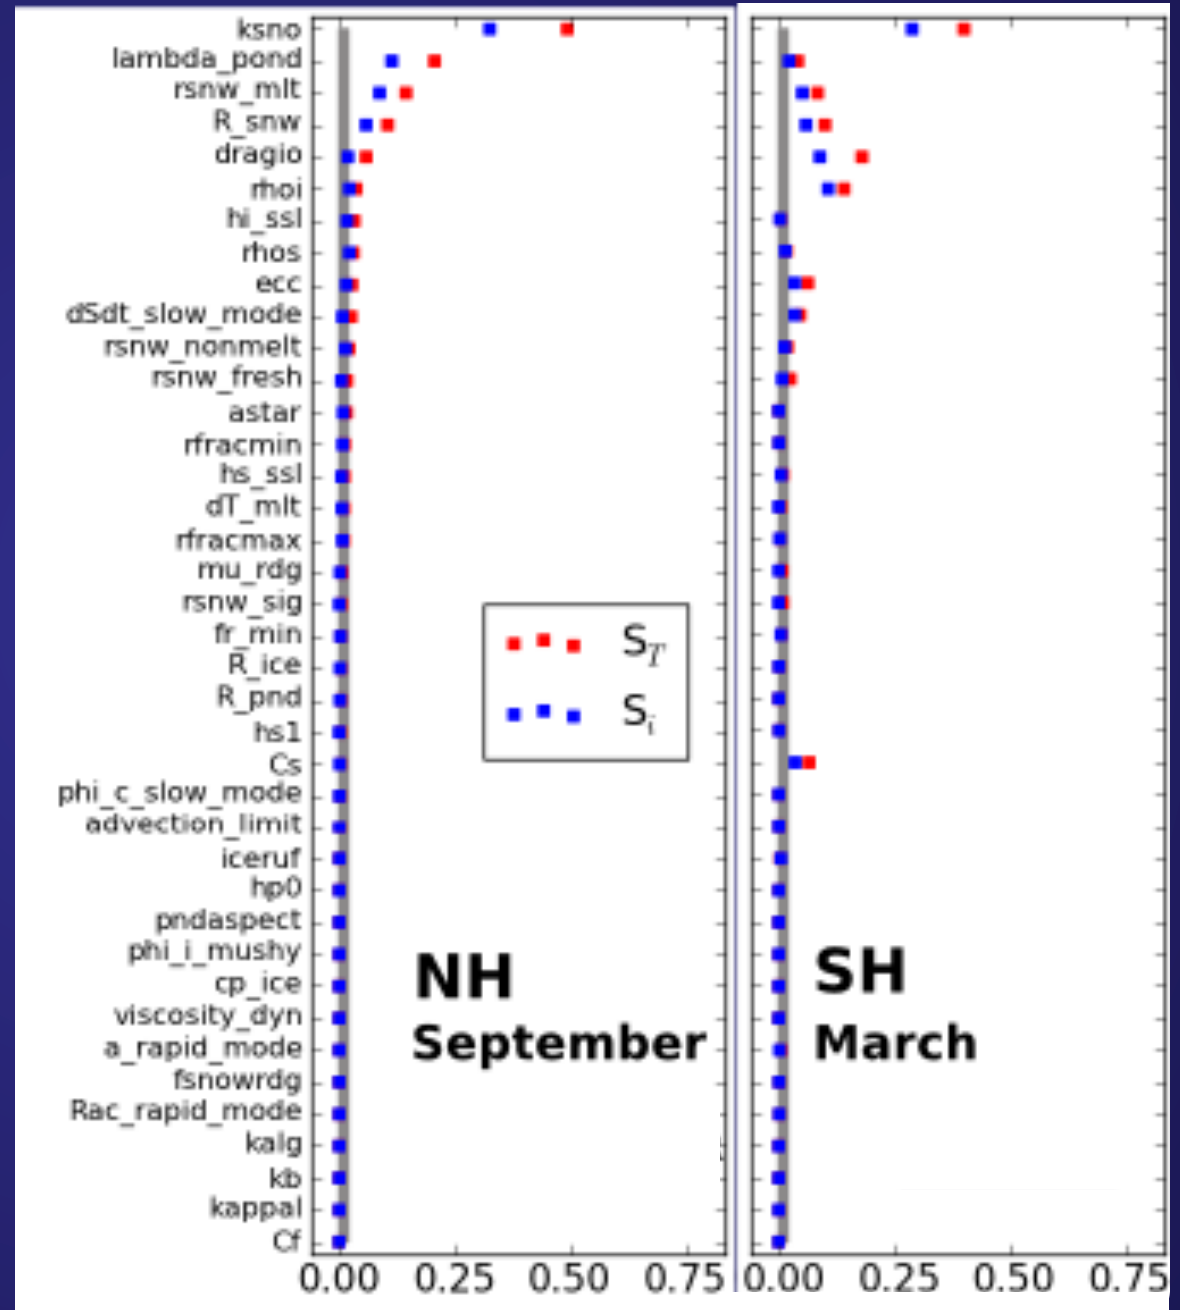 ksno
lambda_pond
rsnw_mlt
R_snw
dragio
rhoi
hi_ssl
rhos
ecc
dSdt_slow_mode
rsnw_nonmelt
rsnw_fresh
astar
rfracmin
hs_ssl
dT_mlt
rfracmax
mu_rdg
rsnw_sig
fr_min
R_ice
R_pnd
hs1
Cs
phi_c_slow_mode
advection_limit
iceruf
hp0
pndaspect
phi_i_mushy
cp_ice
viscosity_dyn
a_rapid_mode
fsnowrdg
Rac_rapid_mode
kalg
kb
kappal
Cf
S_T
S_i
NH
September
0.00 0.25 0.50 0.75
SH
March
0.00 0.25 0.50 0.75